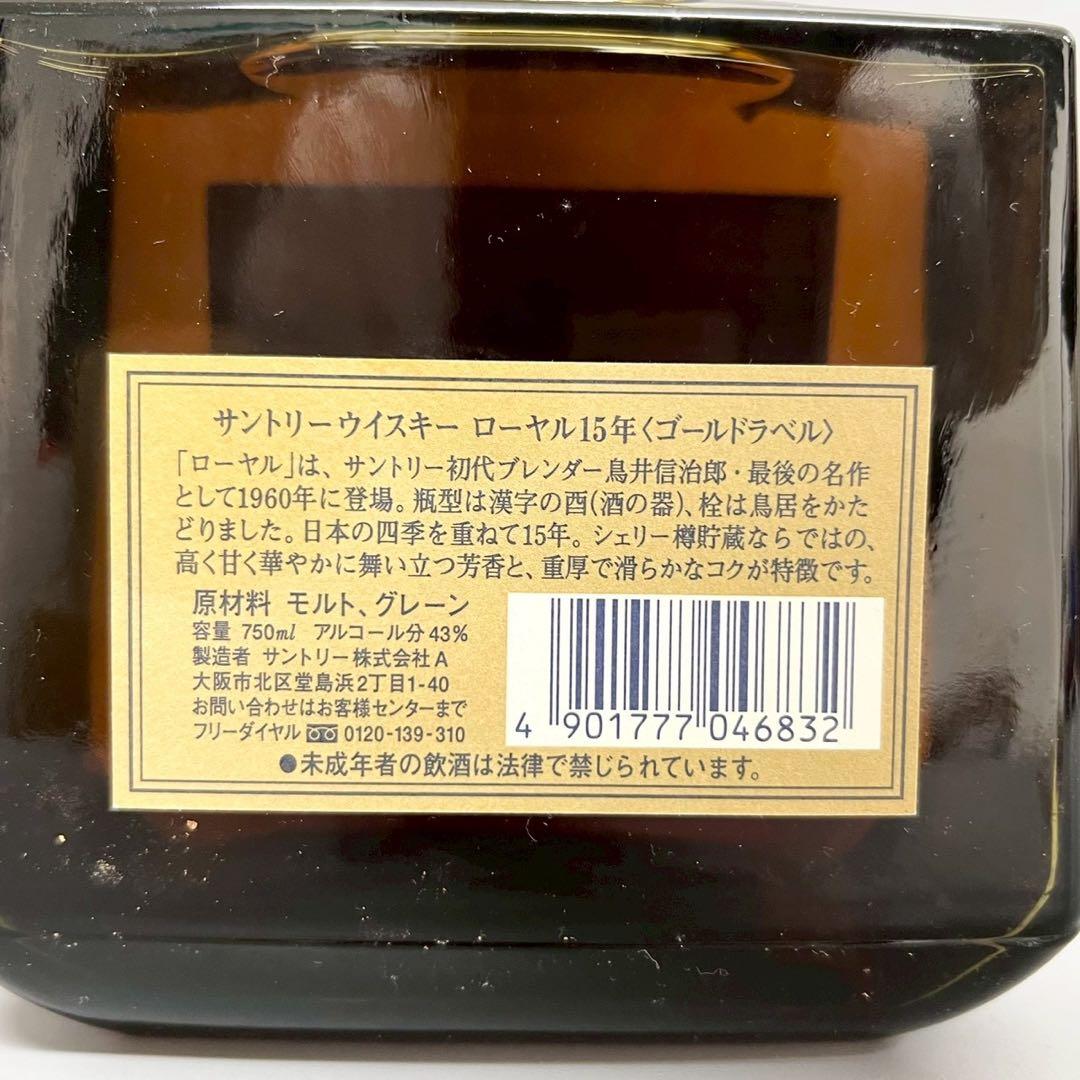 サントリーウイスキー ローヤル15年〈ゴールドラベル〉
「ローヤル」は、サントリー初代ブレンダー鳥井信治郎・最後の名作
として1960年に登場。瓶型は漢字の酉(酒の器)、栓は鳥居をかた
どりました。日本の四季を重ねて15年。シェリー樽貯蔵ならではの、
高く甘く華やかに舞い立つ芳香と、重厚で滑らかなコクが特徴です。
原材料 モルト、グレーン
容量 750ml アルコール分43%
製造者 サントリー株式会社A
大阪市北区堂島浜2丁目1-40
お問い合わせはお客様センターまで
フリーダイヤル 0120-139-310
4 901777 046832
●未成年者の飲酒は法律で禁じられています。